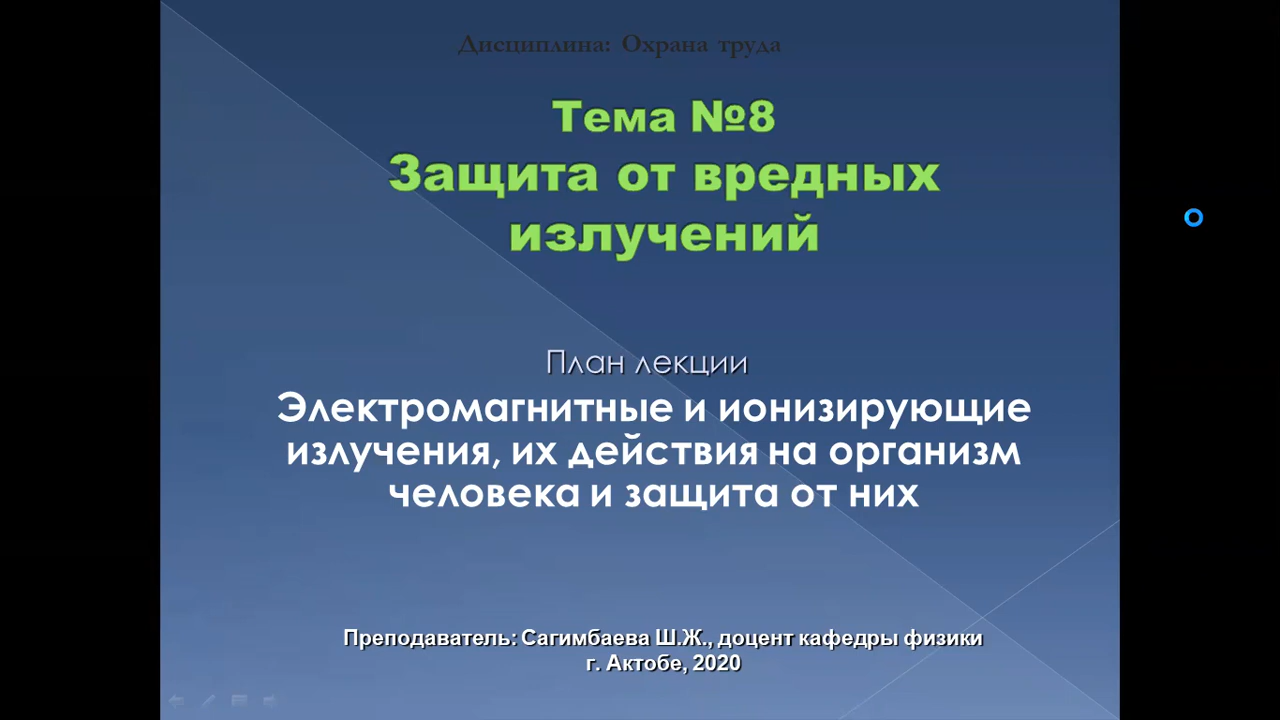 Дисциплина: Охрана труда
Тема №8
Защита от вредных
излучений
План лекции
Электромагнитные и ионизирующие
излучения, их действия на организм
человека и защита от них
Преподаватель: Сагимбаева Ш.Ж., доцент кафедры физики
г. Актобе, 2020